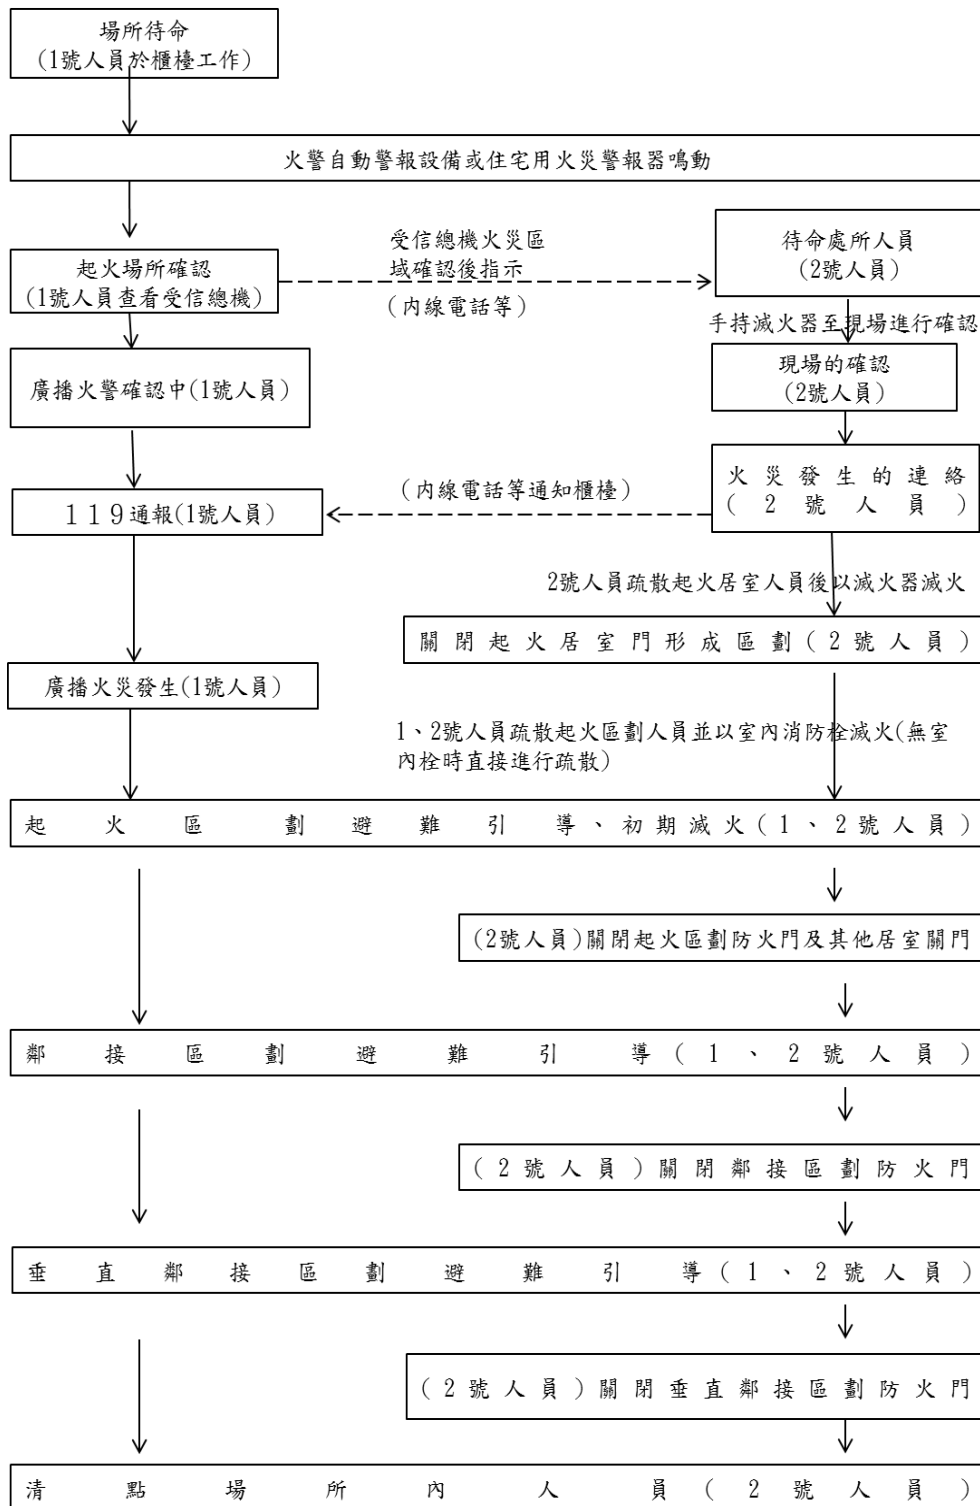 場所待命
(1號人員於櫃檯工作)
火警自動警報設備或住宅用火災警報器鳴動
起火場所確認
(1號人員查看受信總機)
受信總機火災區
域確認後指示
(內線電話等)
待命處所人員
(2號人員)
手持滅火器至現場進行確認
廣播火警確認中(1號人員)
現場的確認
(2號人員)
119通報(1號人員)
(內線電話等通知櫃檯)
火災發生的連絡
(2號人員)
2號人員疏散起火居室人員後以滅火器滅火
關閉起火居室門形成區劃(2號人員)
廣播火災發生(1號人員)
1、2號人員疏散起火區劃人員並以室內消防栓滅火(無室
內栓時直接進行疏散)
起火區劃避難引導、初期滅火(1、2號人員)
(2號人員)關閉起火區劃防火門及其他居室關門
鄰接區劃避難引導(1、2號人員)
(2號人員)關閉鄰接區劃防火門
垂直鄰接區劃避難引導(1、2號人員)
(2號人員)關閉垂直鄰接區劃防火門
清點場所內人員(2號人員)